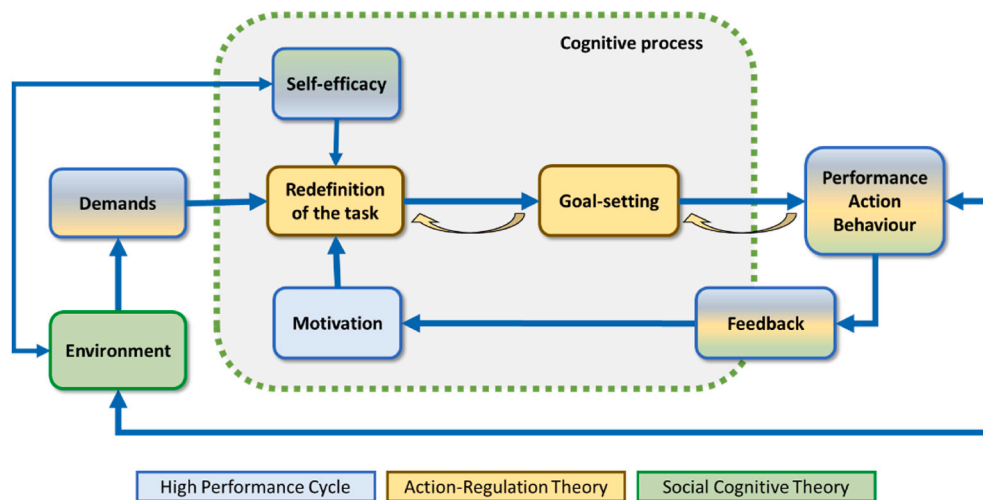 Cognitive process
Self-efficacy
Demands
Redefinition
of the task
Goal-setting
Performance
Action
Behaviour
Environment
Motivation
Feedback
High Performance Cycle
Action-Regulation Theory
Social Cognitive Theory